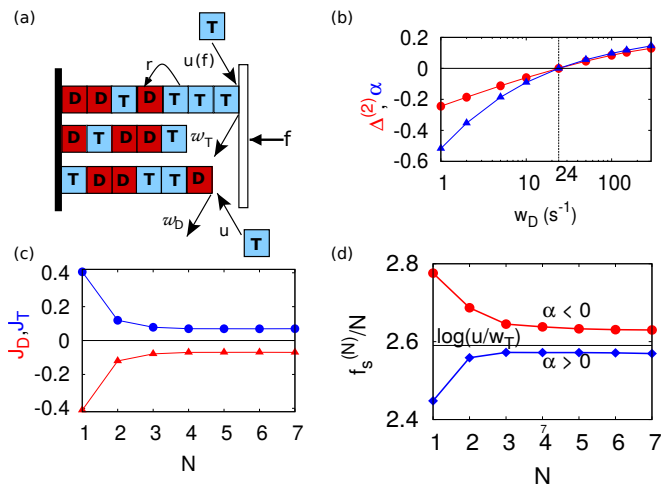 (a)
T
r
u(f)
D D T D T T T
D T D D T
w_T
f
T D D T T D
w_D
u
T
(b)
Δ^(2), α
0.2
0
-0.2
-0.4
-0.6
1
10
24
100
w_D (s^-1)
(c)
J_D, J_T
0.4
0.2
0
-0.2
-0.4
1 2 3 4 5 6 7
N
(d)
f_s^(N)/N
2.8
2.6
2.4
α < 0
log(u/w_T)
α > 0
7
1 2 3 4 5 6 7
N